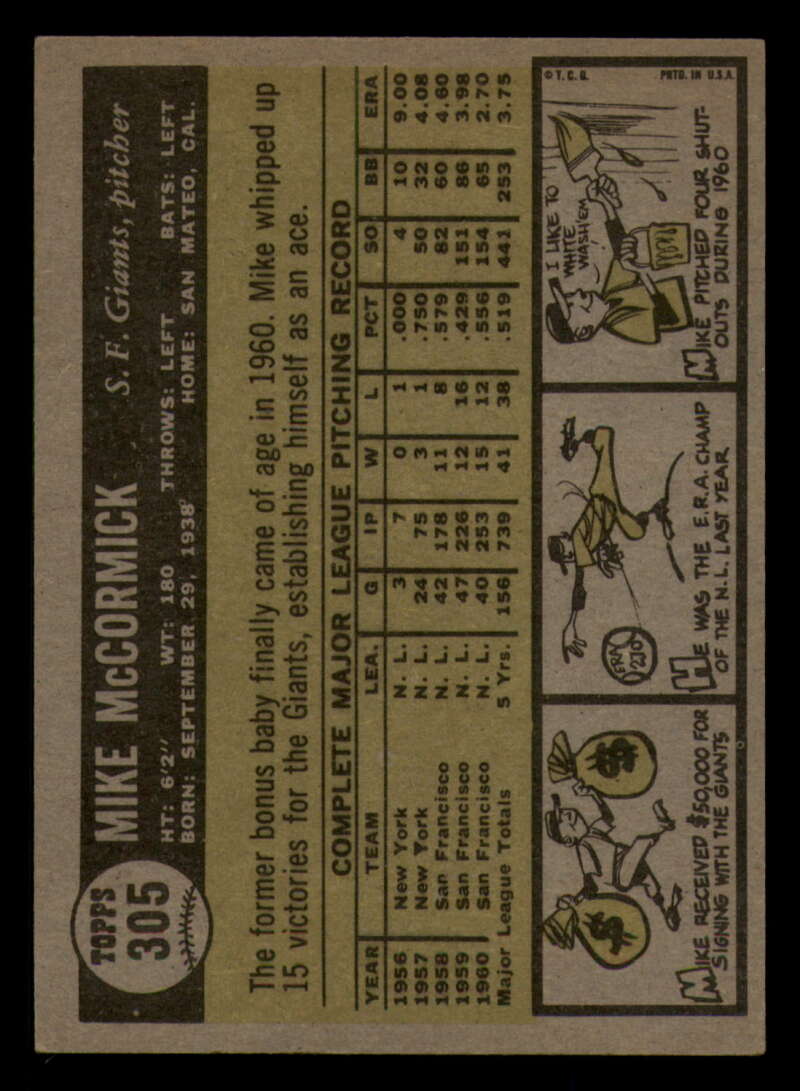 TOPPS
305
MIKE McCORMICK S. F. Giants, pitcher
HT: 6'2" WT: 180 THROWS: LEFT BATS: LEFT
BORN: SEPTEMBER 29, 1938 HOME: SAN MATEO, CAL.
The former bonus baby finally came of age in 1960. Mike whipped up
15 victories for the Giants, establishing himself as an ace.
COMPLETE MAJOR LEAGUE PITCHING RECORD
YEAR TEAM LEA. G IP W L PCT SO BB ERA
1956 New York N. L. 3 7 0 1 .000 4 10 9.00
1957 New York N. L. 24 75 3 1 .750 50 32 4.08
1958 San Francisco N. L. 42 178 11 8 .579 82 60 4.60
1959 San Francisco N. L. 47 226 12 16 .429 151 86 3.98
1960 San Francisco N. L. 40 253 15 12 .556 154 65 2.70
Major League Totals 5 Yrs. 156 739 41 38 .519 441 253 3.75
$
$
MIKE RECEIVED $50,000 FOR
SIGNING WITH THE GIANTS
ERA
2.70
HE WAS THE E.R.A. CHAMP
OF THE N.L. LAST YEAR
© T. C. G. PRTD. IN U.S.A.
I LIKE TO
WHITE
WASH 'EM
MIKE PITCHED FOUR SHUT-
OUTS DURING 1960